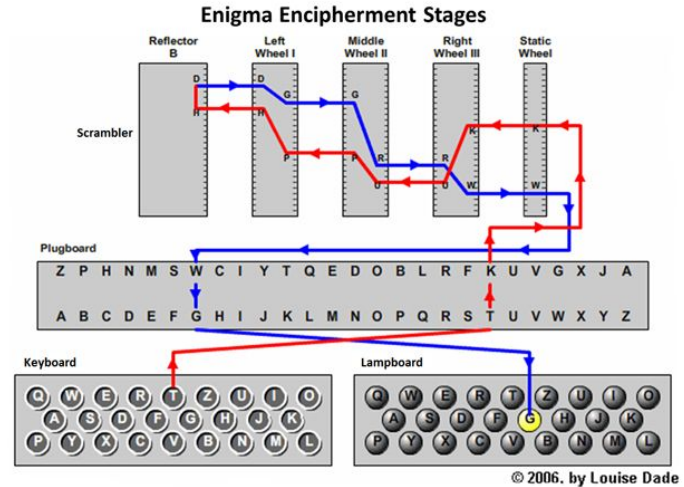 Enigma Encipherment Stages
Reflector B
Left Wheel I
Middle Wheel II
Right Wheel III
Static Wheel
Scrambler
D D
G G
H H
K K
P P
R R
U U
W W
Plugboard
Z P H N M S W C I Y T Q E D O B L R F K U V G X J A
A B C D E F G H I J K L M N O P Q R S T U V W X Y Z
Keyboard
Q W E R T Z U I O
A S D F G H J K
P Y X C V B N M L
Lampboard
Q W E R T Z U I O
A S D F G H J K
P Y X C V B N M L
© 2006, by Louise Dade